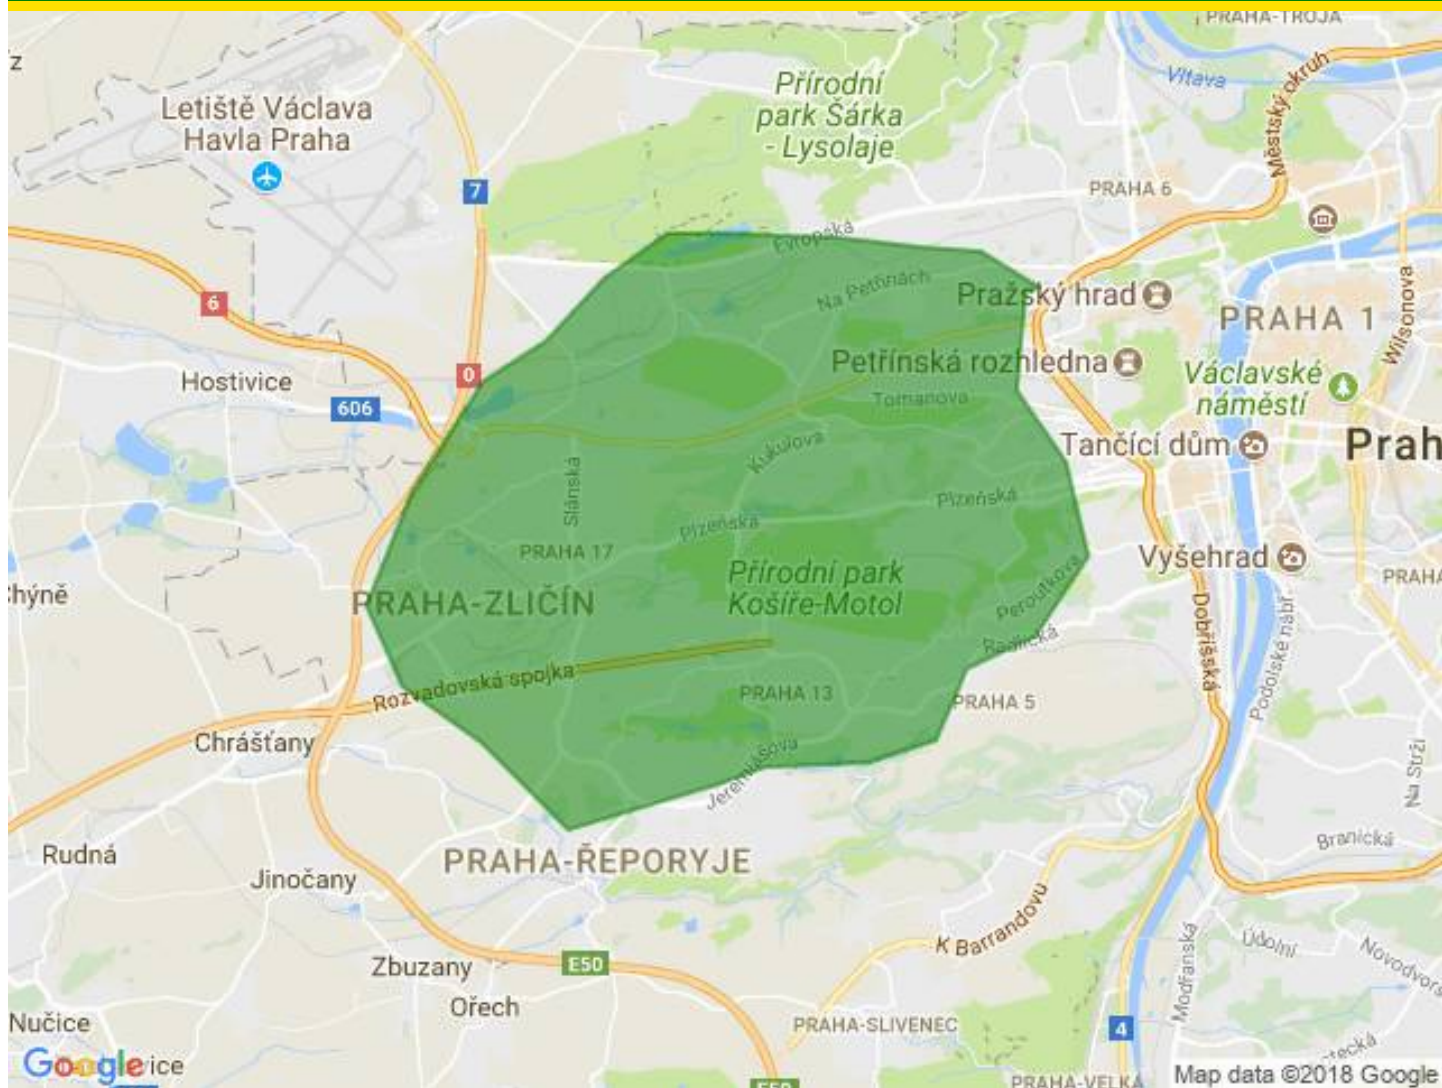 PRAHA-TROJA
z
Přírodní
park Šárka
- Lysolaje
Vltava
Městský okruh
Letiště Václava
Havla Praha
7
PRAHA 6
Evropská
6
Na Petřinách
Pražský hrad
PRAHA 1
Wilsonova
0
Hostivice
606
Petřínská rozhledna
Václavské
náměstí
Tomanova
Kukulova
Tančící dům
Prah
Slánská
Plzeňská
Plzeňská
PRAHA 17
Vyšehrad
Přírodní park
Košíře-Motol
PRAHA
Chýně
PRAHA-ZLIČÍN
Peroutkova
Radlická
Dobříšská
Podolské nábř.
Rozvadovská spojka
PRAHA 13
PRAHA 5
Chrášťany
Jeremiášova
Na Strži
Rudná
PRAHA-ŘEPORYJE
Branická
Jinočany
K Barrandovu
Údolní
Novodvors
Modřanská
Zbuzany
E50
Ořech
Nučice
PRAHA-SLIVENEC
4
Google
ice
E50
PRAHA-VELKÁ
Map data ©2018 Google